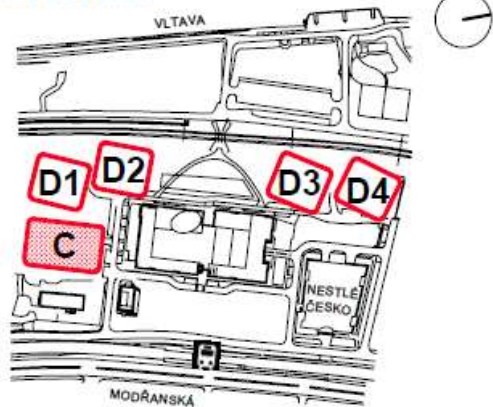 VLTAVA
D1
D2
D3
D4
C
NESTLÉ
ČESKO
MODŘANSKÁ